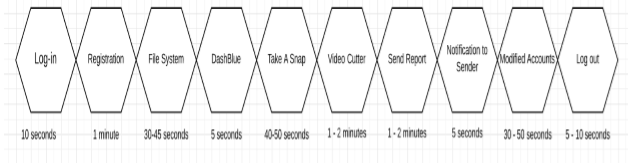 Log-in
Registration
File System
DashBlue
Take A Snap
Video Cutter
Send Report
Notification to
Sender
Modified Accounts
Log out
10 seconds
1 minute
30-45 seconds
5 seconds
40-50 seconds
1 - 2 minutes
1 - 2 minutes
5 seconds
30 - 50 seconds
5 - 10 seconds